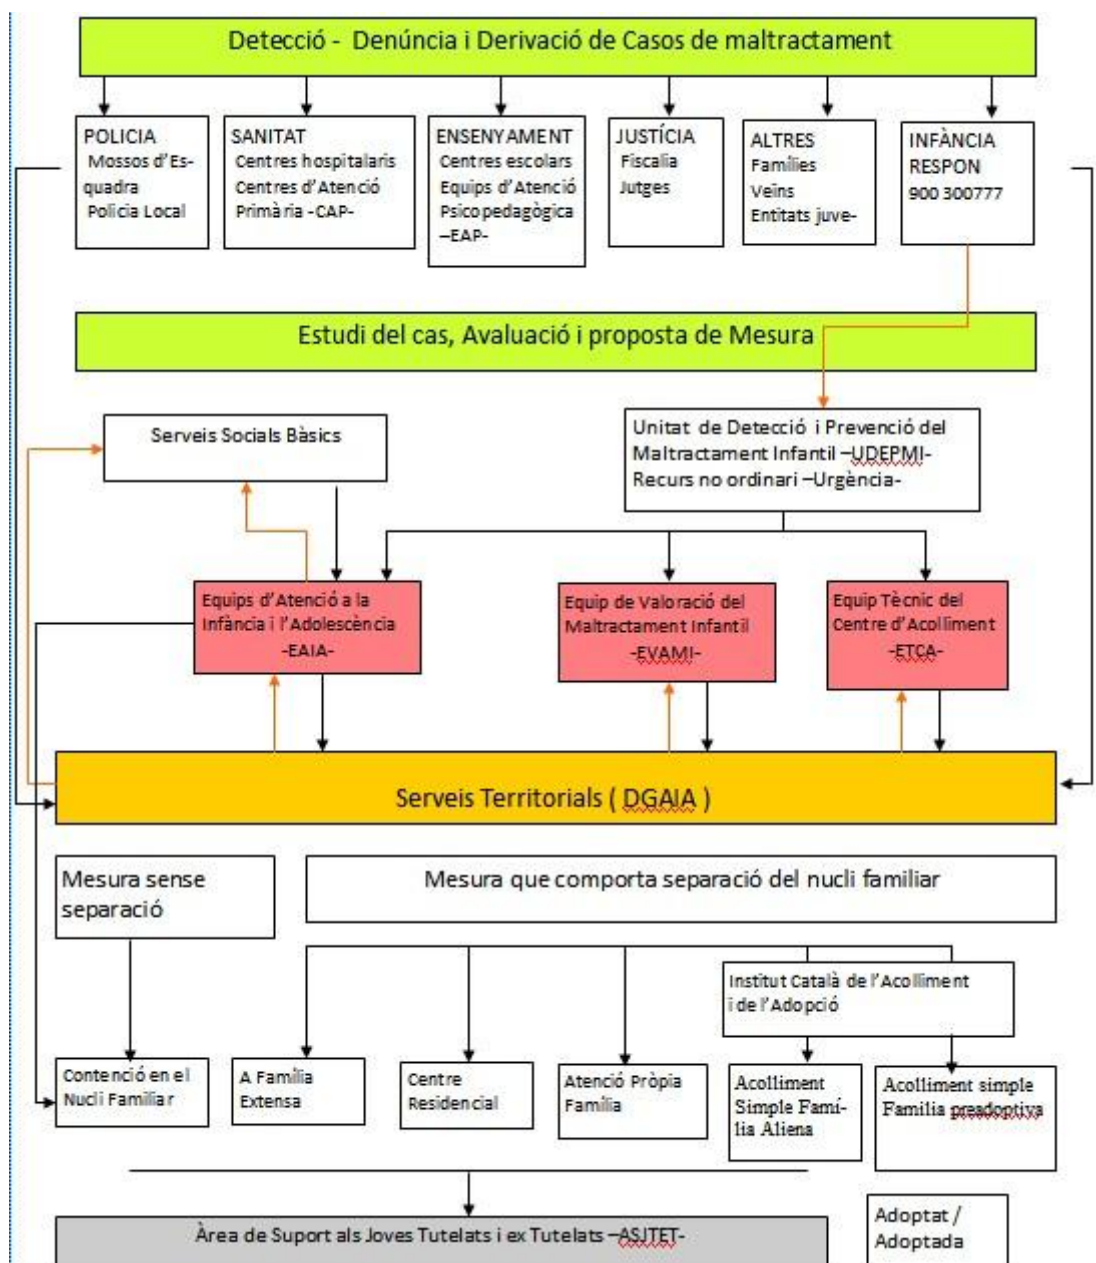 Detecció - Denúncia i Derivació de Casos de maltractament
POLICIA
Mossos d'Es-
quadra
Policia Local
SANITAT
Centres hospitalaris
Centres d'Atenció
Primària -CAP-
ENSENYAMENT
Centres escolars
Equips d'Atenció
Psicopedagògica
–EAP-
JUSTÍCIA
Fiscalia
Jutges
ALTRES
Famílies
Veïns
Entitats juve-
INFÀNCIA
RESPON
900 300777
Estudi del cas, Avaluació i proposta de Mesura
Serveis Socials Bàsics
Unitat de Detecció i Prevenció del
Maltractament Infantil –UDEPMI-
Recurs no ordinari –Urgència-
Equips d'Atenció a la
Infància i l'Adolescència
-EAIA-
Equip de Valoració del
Maltractament Infantil
-EVAMI-
Equip Tècnic del
Centre d'Acolliment
-ETCA-
Serveis Territorials ( DGAIA )
Mesura sense
separació
Mesura que comporta separació del nucli familiar
Institut Català de l'Acolliment
i de l'Adopció
Contenció en el
Nucli Familiar
A Família
Extensa
Centre
Residencial
Atenció Pròpia
Família
Acolliment
Simple Famí-
lia Aliena
Acolliment simple
Familia preadoptiva
Àrea de Suport als Joves Tutelats i ex Tutelats –ASJTET-
Adoptat /
Adoptada